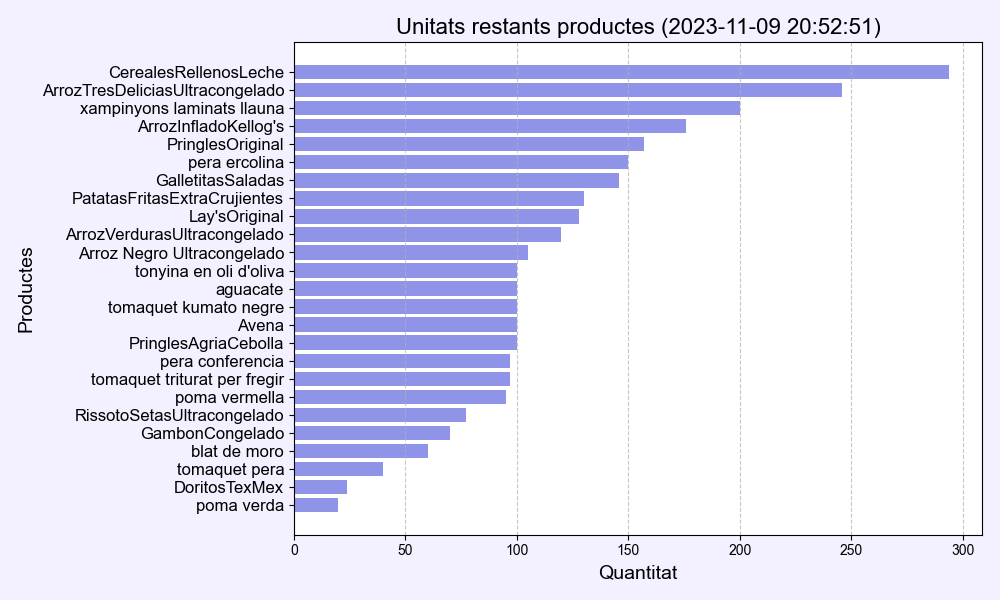 Unitats restants productes (2023-11-09 20:52:51)
Productes
CerealesRellenosLeche
ArrozTresDeliciasUltracongelado
xampinyons laminats llauna
ArrozInfladoKellog's
PringlesOriginal
pera ercolina
GalletitasSaladas
PatatasFritasExtraCrujientes
Lay'sOriginal
ArrozVerdurasUltracongelado
Arroz Negro Ultracongelado
tonyina en oli d'oliva
aguacate
tomaquet kumato negre
Avena
PringlesAgriaCebolla
pera conferencia
tomaquet triturat per fregir
poma vermella
RissotoSetasUltracongelado
GambonCongelado
blat de moro
tomaquet pera
DoritosTexMex
poma verda
0 50 100 150 200 250 300
Quantitat